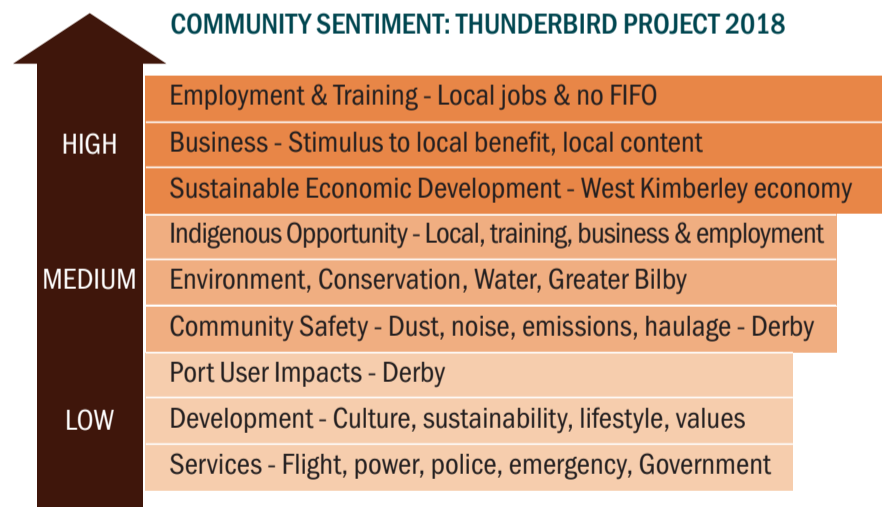 COMMUNITY SENTIMENT: THUNDERBIRD PROJECT 2018
HIGH
Employment & Training - Local jobs & no FIFO
Business - Stimulus to local benefit, local content
Sustainable Economic Development - West Kimberley economy
MEDIUM
Indigenous Opportunity - Local, training, business & employment
Environment, Conservation, Water, Greater Bilby
Community Safety - Dust, noise, emissions, haulage - Derby
LOW
Port User Impacts - Derby
Development - Culture, sustainability, lifestyle, values
Services - Flight, power, police, emergency, Government